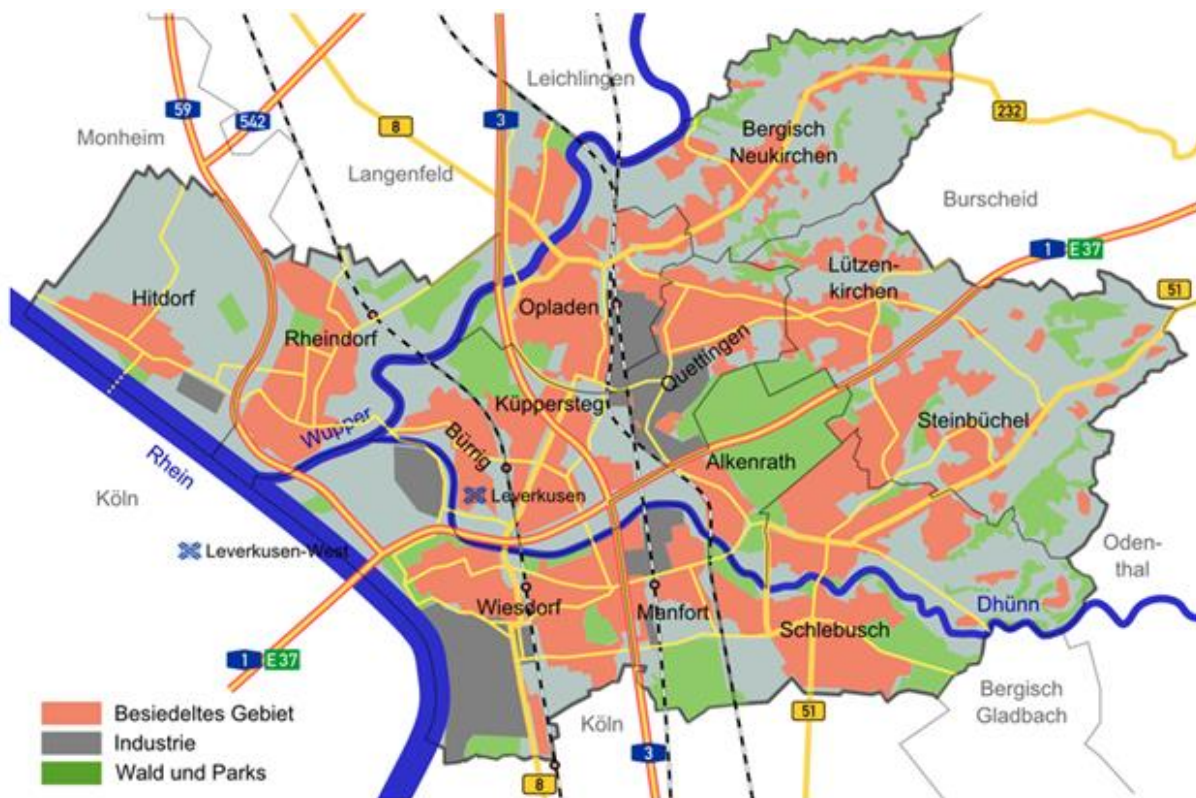 59
542
Monheim
8
3
Leichlingen
Langenfeld
Bergisch
Neukirchen
232
Burscheid
1
E 37
51
Hitdorf
Rheindorf
Opladen
Lützen-
kirchen
Quettingen
Küppersteg
Steinbüchel
Wupper
Bürrig
Alkenrath
Rhein
Köln
Leverkusen
Leverkusen-West
Oden-
thal
Wiesdorf
Manfort
Schlebusch
Dhünn
1
E 37
Bergisch
Gladbach
Köln
51
3
8
Besiedeltes Gebiet
Industrie
Wald und Parks